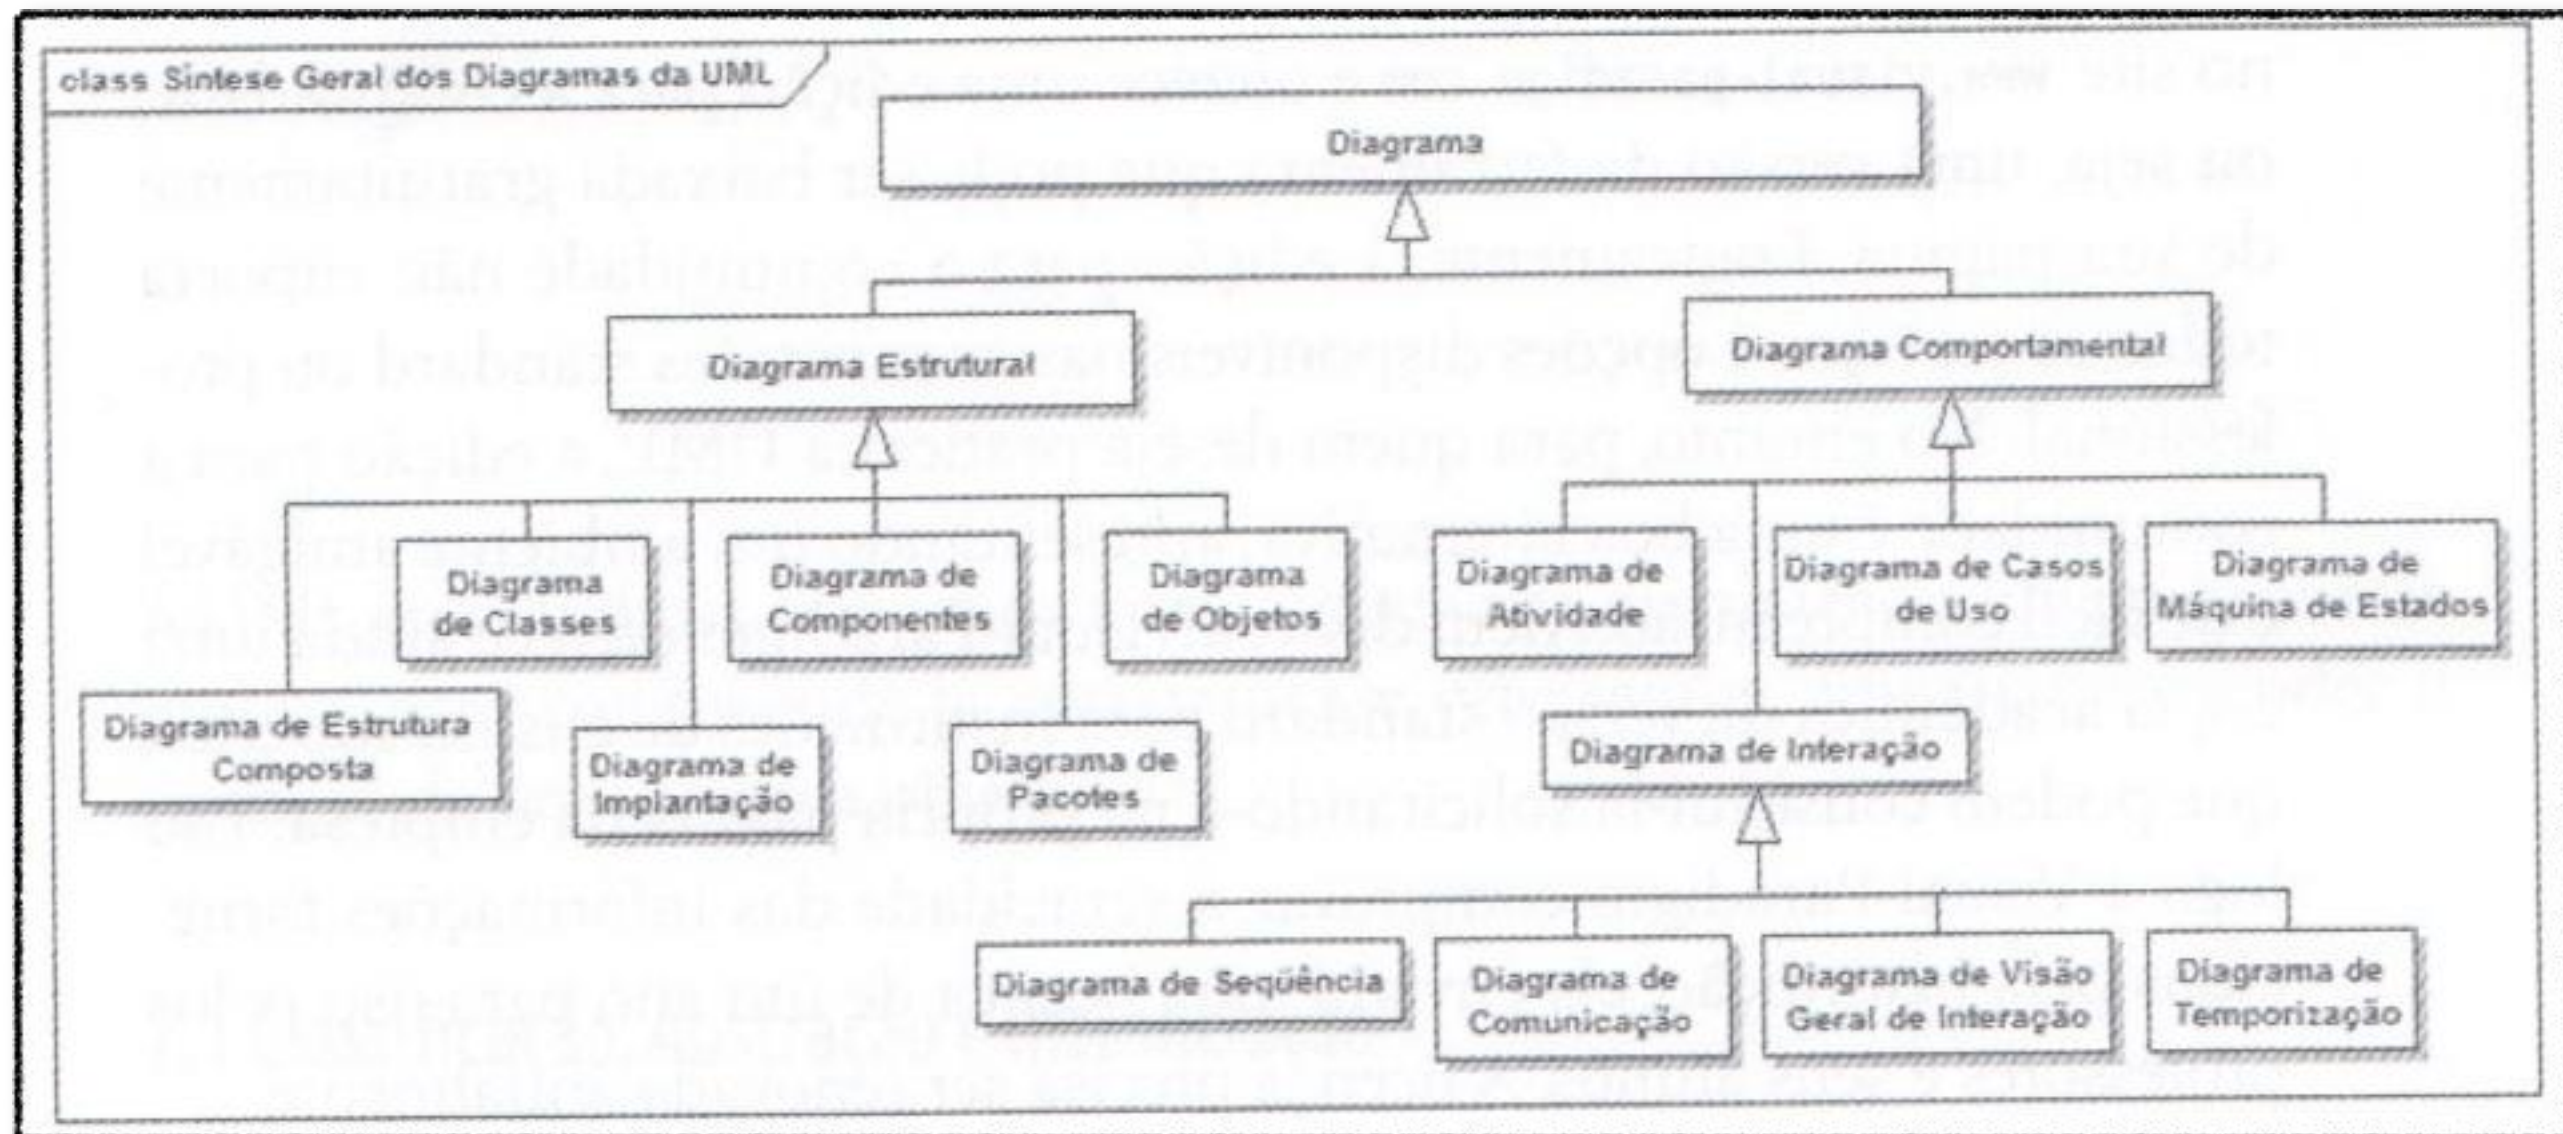 class Sintese Geral dos Diagramas da UML
Diagrama
Diagrama Estrutural
Diagrama Comportamental
Diagrama
de Classes
Diagrama de
Componentes
Diagrama
de Objetos
Diagrama de
Atividade
Diagrama de Casos
de Uso
Diagrama de
Máquina de Estados
Diagrama de Estrutura
Composta
Diagrama de
Implantação
Diagrama de
Pacotes
Diagrama de Interação
Diagrama de Seqüência
Diagrama de
Comunicação
Diagrama de Visão
Geral de Interação
Diagrama de
Temporização